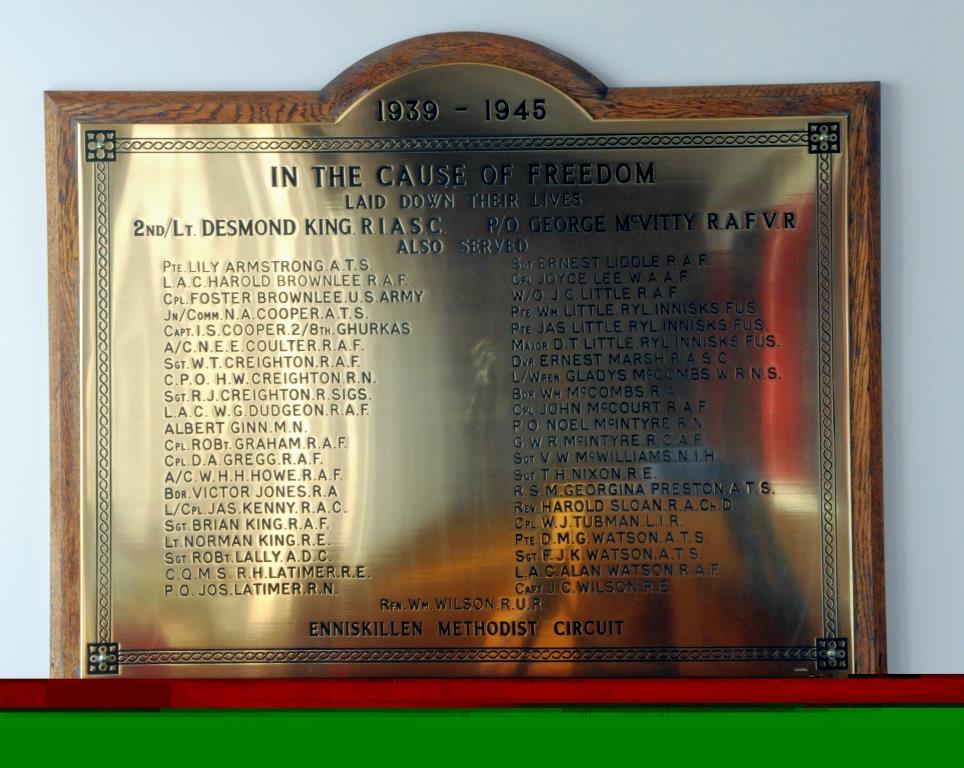 1939 - 1945
IN THE CAUSE OF FREEDOM
LAID DOWN THEIR LIVES
2ND/LT. DESMOND KING. R.I.A.S.C. P/O GEORGE McVITTY. R.A.F.V.R.
ALSO SERVED
PTE. LILY ARMSTRONG. A.T.S.
L.A.C. HAROLD BROWNLEE. R.A.F.
CPL. FOSTER BROWNLEE. U.S. ARMY
JN/COMM. N.A. COOPER. A.T.S.
CAPT. I.S. COOPER. 2/8TH. GHURKAS
A/C. N.E.E. COULTER. R.A.F.
SGT. W.T. CREIGHTON. R.A.F.
C.P.O. H.W. CREIGHTON. R.N.
SGT. R.J. CREIGHTON. R. SIGS.
L.A.C. W.G. DUDGEON. R.A.F.
ALBERT GINN. M.N.
CPL. ROBT. GRAHAM. R.A.F.
CPL. D.A. GREGG. R.A.F.
A/C. W.H.H. HOWE. R.A.F.
BDR. VICTOR JONES. R.A.
L/CPL. JAS. KENNY. R.A.C.
SGT. BRIAN KING. R.A.F.
LT. NORMAN KING. R.E.
SGT. ROBT. LALLY. A.D.C.
C.Q.M.S. R.H. LATIMER. R.E.
P.O. JOS. LATIMER. R.N.
SGT. ERNEST LIDDLE. R.A.F.
CPL. JOYCE LEE. W.A.A.F.
W/O. J.C. LITTLE. R.A.F.
PTE. WM. LITTLE. RYL. INNISKS FUS.
PTE. JAS. LITTLE. RYL. INNISKS FUS.
MAJOR D.T. LITTLE. RYL. INNISKS. FUS.
DVR. ERNEST MARSH. R.A.S.C.
L/WREN. GLADYS McCOMBS. W.R.N.S.
BDR. WM. McCOMBS. R.A.
CPL. JOHN McCOURT. R.A.F.
P.O. NOEL McINTYRE. R.N.
G.W.R. McINTYRE. R.C.A.F.
SGT. V.W. McWILLIAMS. N.I.H.
SGT. T.H. NIXON. R.E.
R.S.M. GEORGINA PRESTON. A.T.S.
REV. HAROLD SLOAN. R.A.Ch.D.
CPL. W.J. TUBMAN. L.I.R.
PTE. D.M.G. WATSON. A.T.S.
SGT. F.J.K. WATSON. A.T.S.
L.A.C. ALAN WATSON. R.A.F.
CAPT. J.C. WILSON. R.E.
RFN. WM. WILSON. R.U.R.
ENNISKILLEN METHODIST CIRCUIT